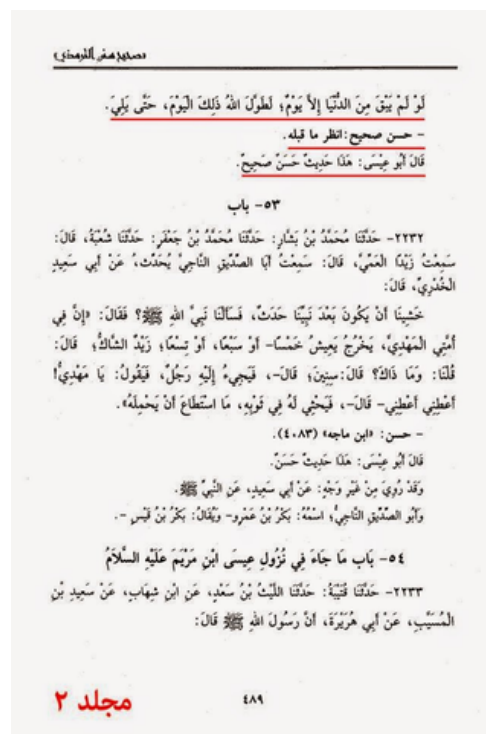 صحيح سنن الترمذي
لَوْ لَمْ يَبْقَ مِنَ الدُّنْيَا إِلاَّ يَوْمٌ؛ لَطَوَّلَ اللهُ ذَلِكَ الْيَوْمَ، حَتَّى يَلِيَ.
- حسن صحيح: انظر ما قبله.
قَالَ أَبُو عِيْسَى: هَذَا حَدِيثٌ حَسَنٌ صَحِيحٌ.
٥٣- باب
٢٢٣٢- حَدَّثَنَا مُحَمَّدُ بْنُ بَشَّارٍ: حَدَّثَنَا مُحَمَّدُ بْنُ جَعْفَرٍ: حَدَّثَنَا شُعْبَةُ، قَالَ:
سَمِعْتُ زَيْدًا الْعَمِّيَّ، قَالَ: سَمِعْتُ أَبَا الصِّدِّيقِ النَّاجِيَّ يُحَدِّثُ، عَنْ أَبِي سَعِيدٍ
الْخُدْرِيِّ، قَالَ:
خَشِينَا أَنْ يَكُونَ بَعْدَ نَبِيِّنَا حَدَثٌ، فَسَأَلْنَا نَبِيَّ اللهِ ﷺ؟ فَقَالَ: «إِنَّ فِي
أُمَّتِي الْمَهْدِيَّ، يَخْرُجُ يَعِيشُ خَمْسًا- أَوْ سَبْعًا، أَوْ تِسْعًا؛ زَيْدٌ الشَّاكُّ؛ قَالَ:
قُلْنَا: وَمَا ذَاكَ؟ قَالَ: سِنِينَ؛ قَالَ-، فَيَجِيءُ إِلَيْهِ رَجُلٌ، فَيَقُولُ: يَا مَهْدِيُّ!
أَعْطِنِي أَعْطِنِي- قَالَ-، فَيَحْثِي لَهُ فِي ثَوْبِهِ، مَا اسْتَطَاعَ أَنْ يَحْمِلَهُ».
- حسن: «ابن ماجه» (٤٠٨٣).
قَالَ أَبُو عِيْسَى: هَذَا حَدِيثٌ حَسَنٌ.
وَقَدْ رُوِيَ مِنْ غَيْرِ وَجْهٍ: عَنْ أَبِي سَعِيدٍ، عَنِ النَّبِيِّ ﷺ.
وَأَبُو الصِّدِّيقِ النَّاجِيُّ؛ اسْمُهُ: بَكْرُ بْنُ عَمْرٍو- وَيُقَالُ: بَكْرُ بْنُ قَيْسٍ -.
٥٤- بَابُ مَا جَاءَ فِي نُزُولِ عِيسَى ابْنِ مَرْيَمَ عَلَيْهِ السَّلاَمُ
٢٢٣٣- حَدَّثَنَا قُتَيْبَةُ: حَدَّثَنَا اللَّيْثُ بْنُ سَعْدٍ، عَنِ ابْنِ شِهَابٍ، عَنْ سَعِيدِ بْنِ
الْمُسَيَّبِ، عَنْ أَبِي هُرَيْرَةَ، أَنَّ رَسُولَ اللهِ ﷺ قَالَ:
٤٨٩
مجلد ٢